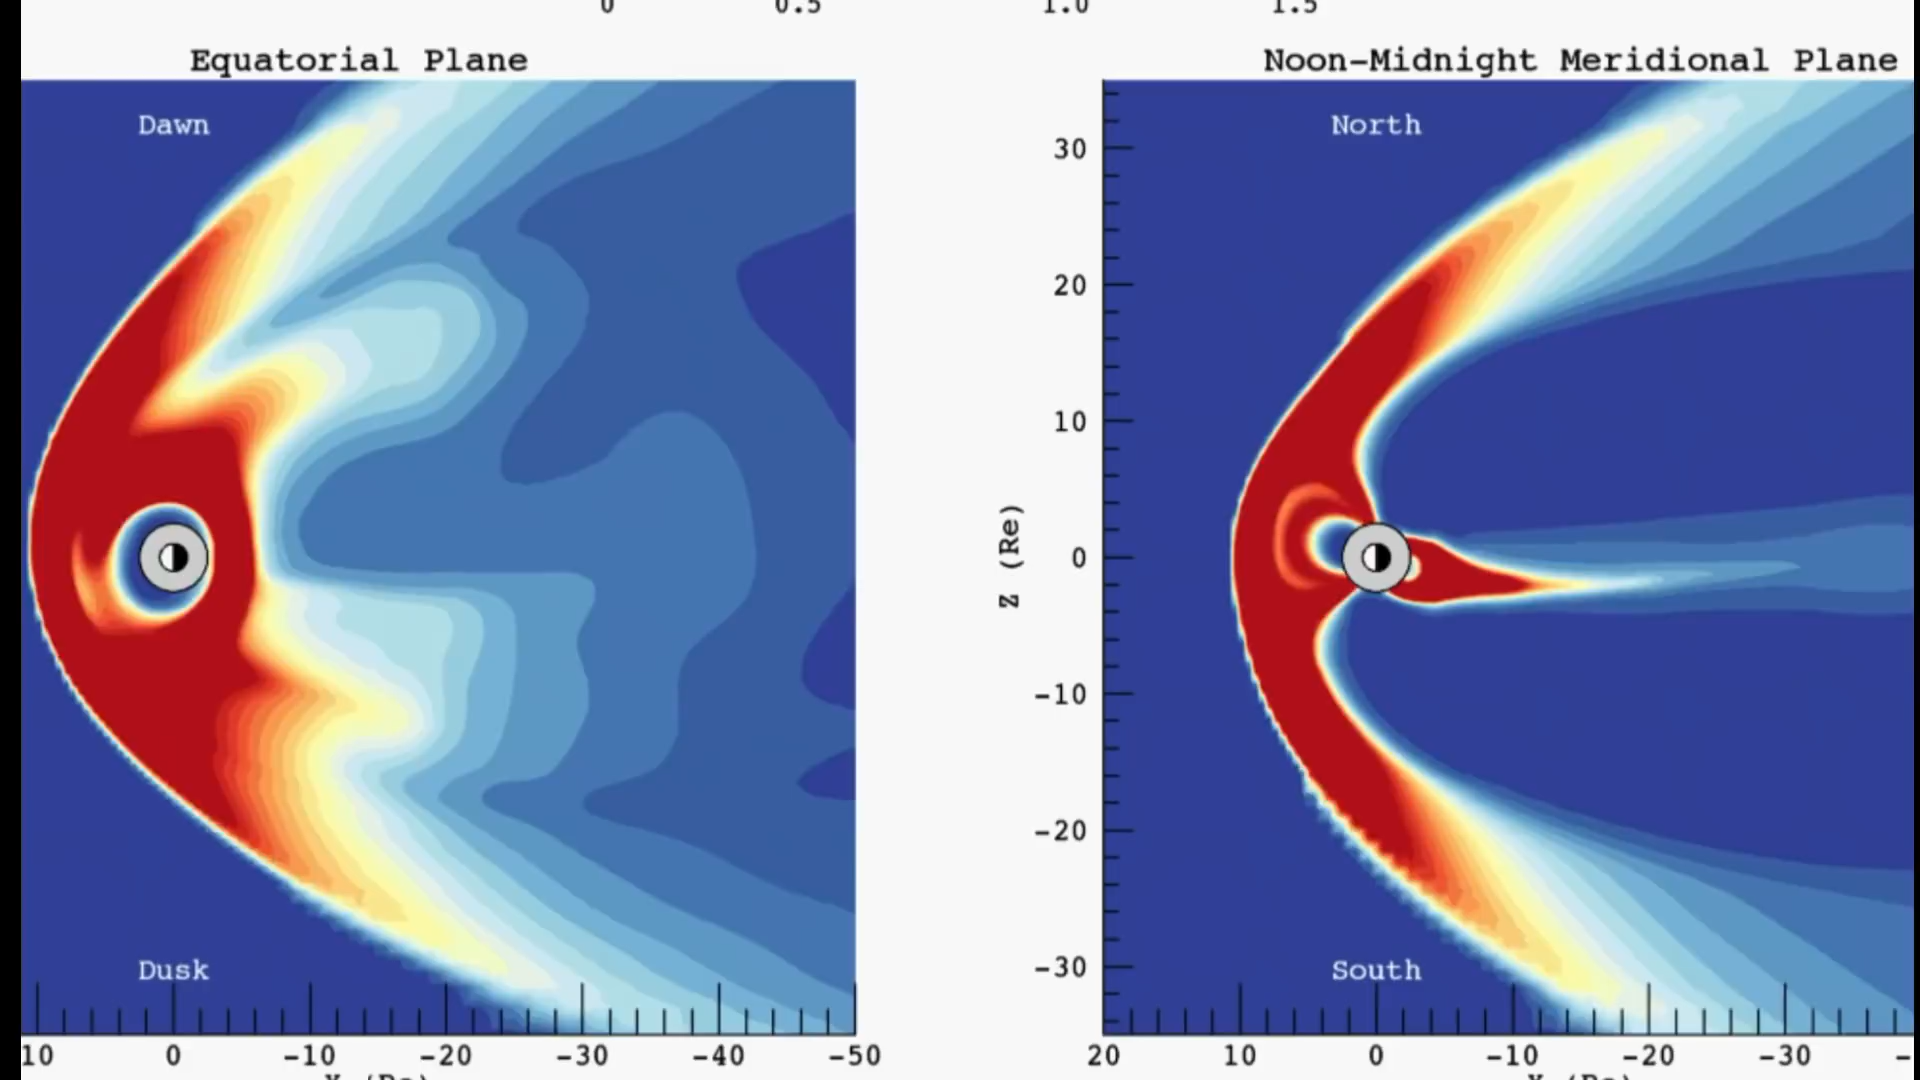 0 0.5 1.0 1.5
Equatorial Plane
Noon-Midnight Meridional Plane
Dawn
North
30
20
10
0
-10
-20
-30
Z (Re)
Dusk
South
10 0 -10 -20 -30 -40 -50
20 10 0 -10 -20 -30